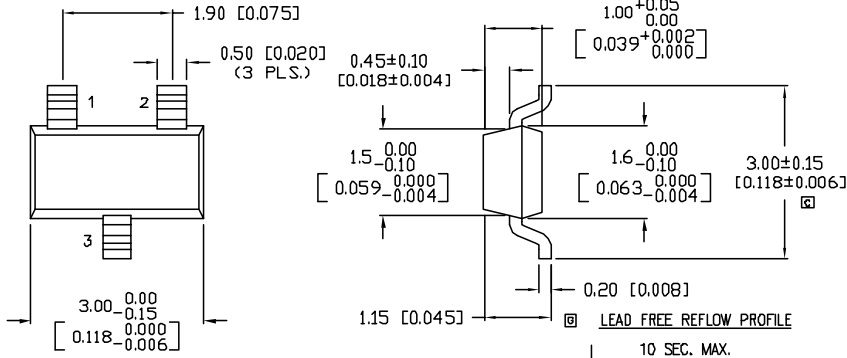 1.90 [0.075]
0.50 [0.020]
(3 PLS.)
1
2
3
3.00 0.00 -0.15
[0.118 0.000 -0.006]
1.00 +0.05 0.00
[0.039 +0.002 0.000]
0.45±0.10
[0.018±0.004]
1.5 0.00 -0.10
[0.059 0.000 -0.004]
1.6 0.00 -0.10
[0.063 0.000 -0.004]
3.00±0.15
[0.118±0.006]
C
0.20 [0.008]
1.15 [0.045]
G LEAD FREE REFLOW PROFILE
10 SEC. MAX.